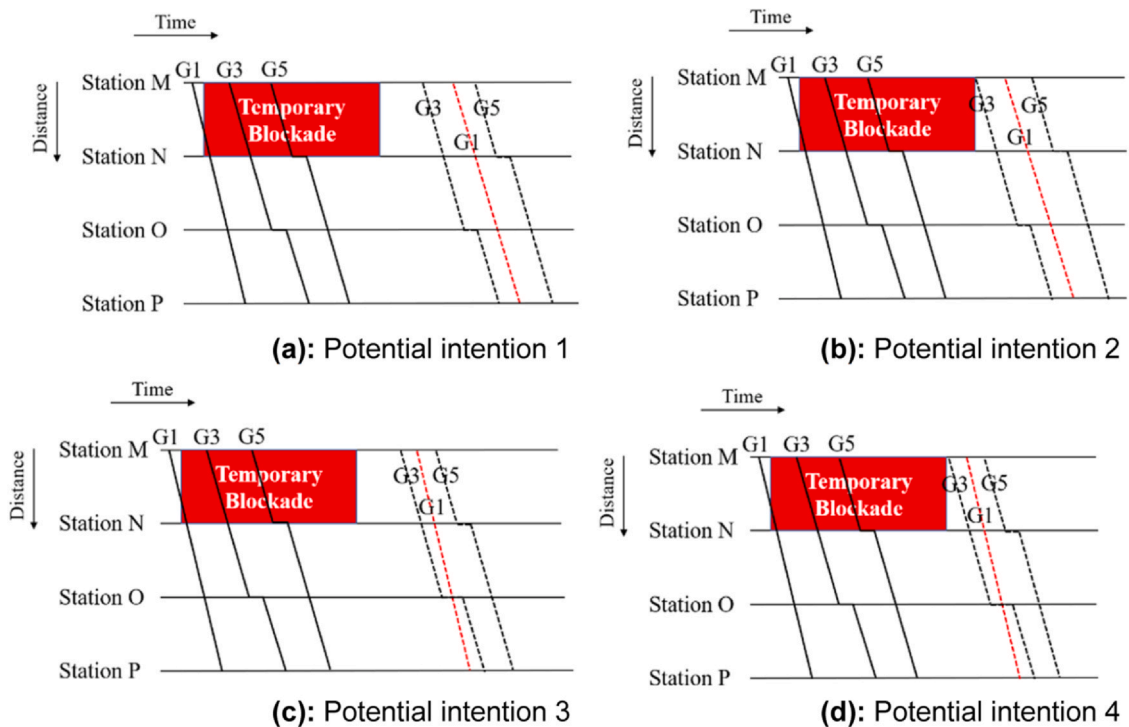 Time
G1 G3 G5
Station M
Distance
Temporary
Blockade
G3
G5
G1
Station N
Station O
Station P
(a): Potential intention 1
Time
G1 G3 G5
Station M
Distance
Temporary
Blockade
G3
G5
G1
Station N
Station O
Station P
(b): Potential intention 2
Time
G1 G3 G5
Station M
Distance
Temporary
Blockade
G3
G5
G1
Station N
Station O
Station P
(c): Potential intention 3
Time
G1 G3 G5
Station M
Distance
Temporary
Blockade
G3
G5
G1
Station N
Station O
Station P
(d): Potential intention 4